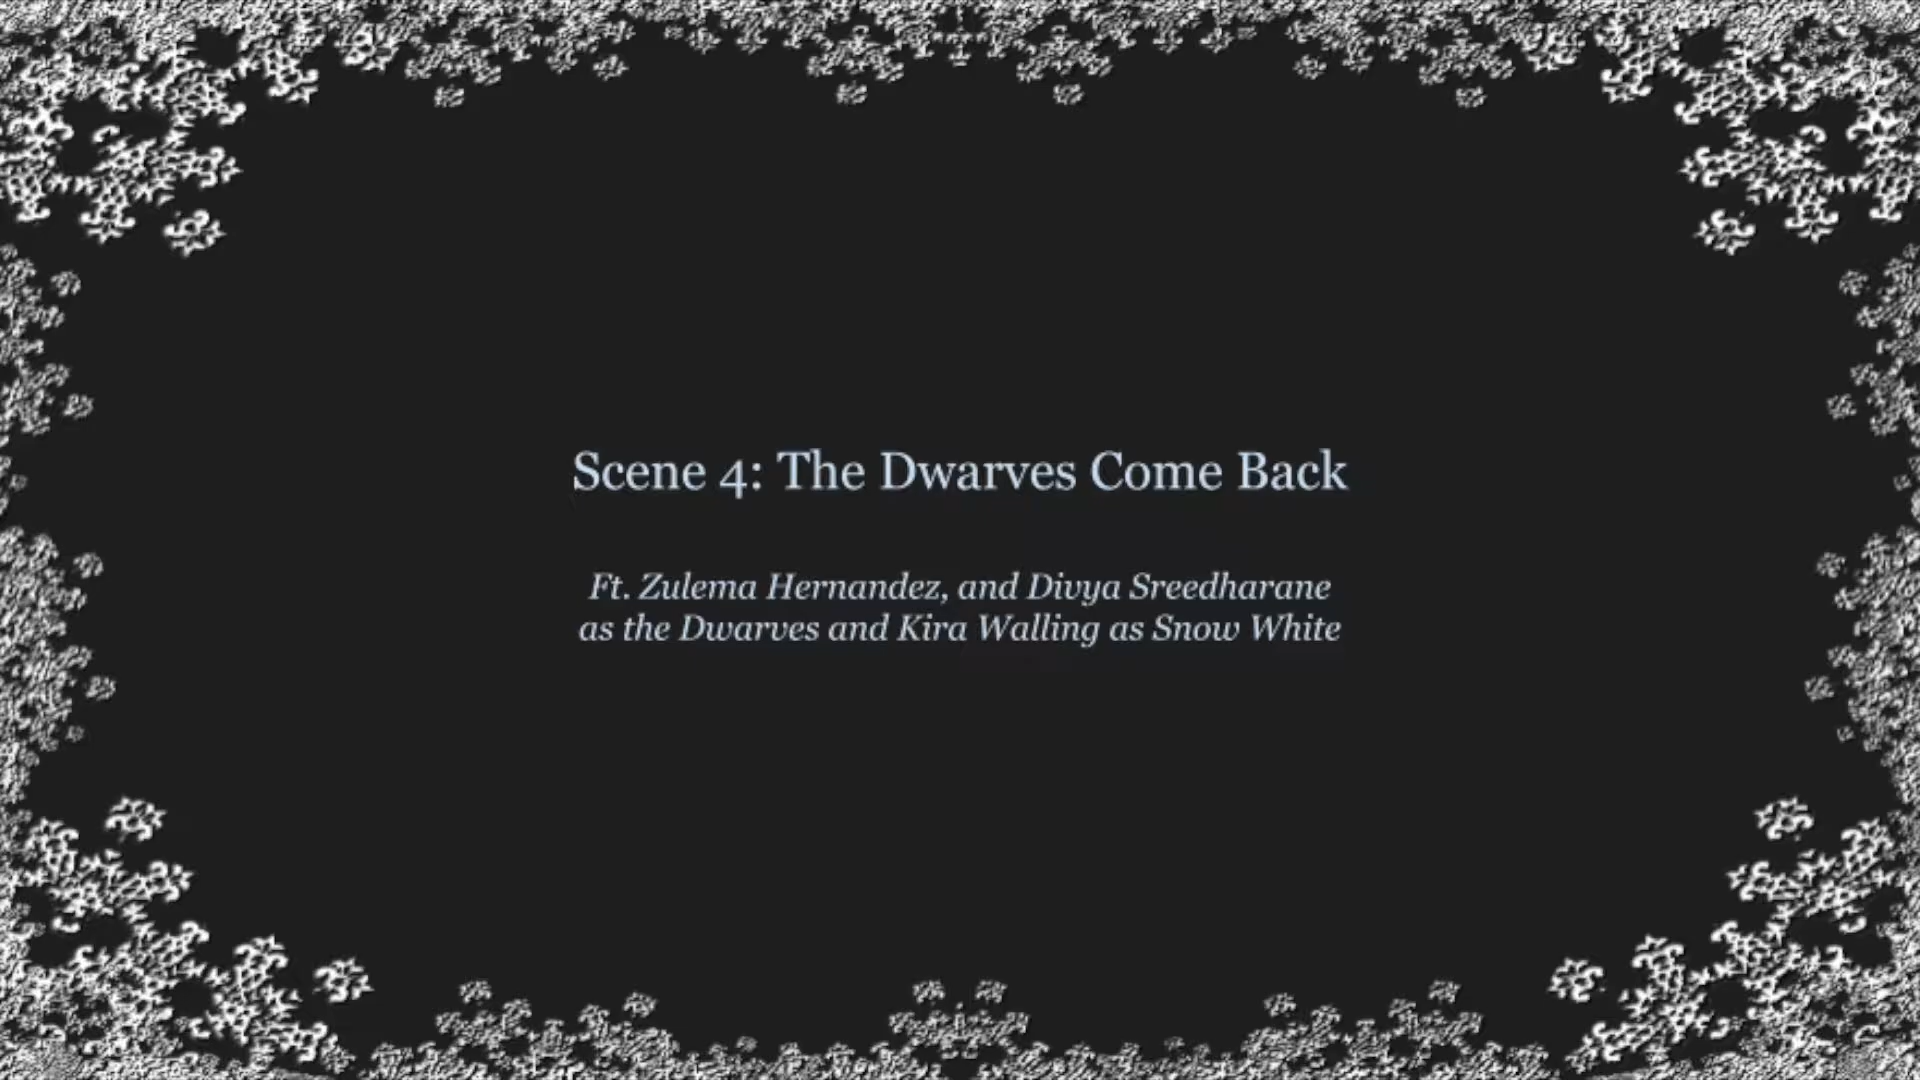 Scene 4: The Dwarves Come Back
Ft. Zulema Hernandez, and Divya Sreedharane
as the Dwarves and Kira Walling as Snow White